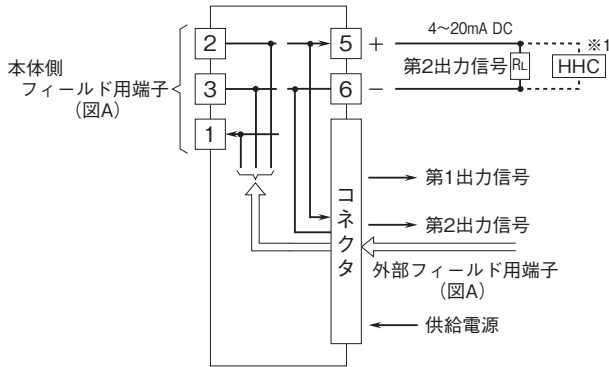 4～20mA DC
2
5
+
※1
本体側
フィールド用端子
(図A)
第2出力信号
RL
HHC
3
6
−
1
コネクタ
第1出力信号
第2出力信号
外部フィールド用端子
(図A)
供給電源